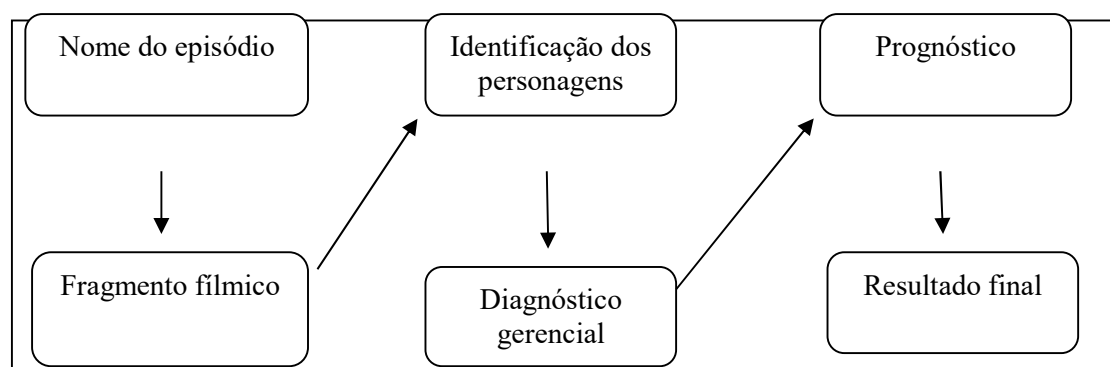 Nome do episódio
Fragmento fílmico
Identificação dos
personagens
Diagnóstico
gerencial
Prognóstico
Resultado final